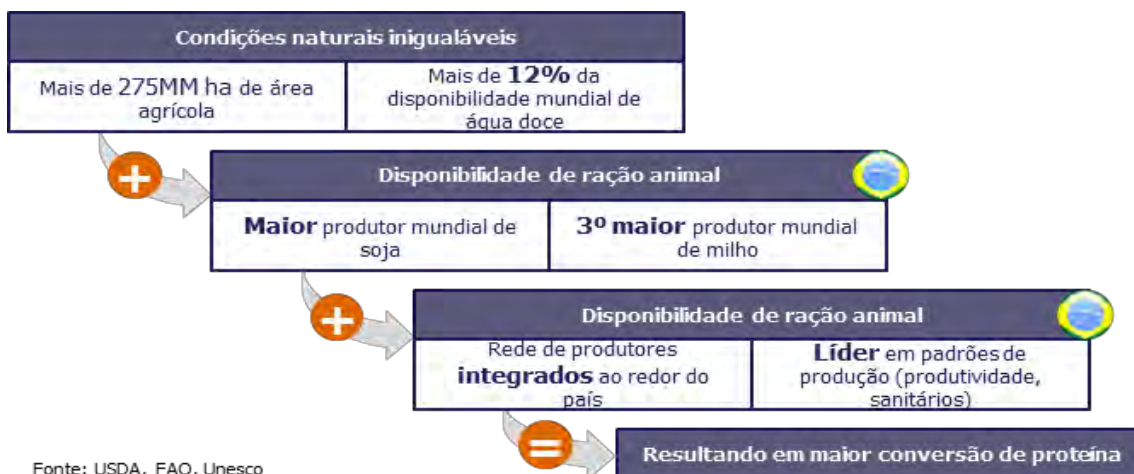 Condições naturais inigualáveis
Mais de 275MM ha de área
agrícola
Mais de 12% da
disponibilidade mundial de
água doce
+
Disponibilidade de ração animal
Maior produtor mundial de
soja
3º maior produtor mundial
de milho
+
Disponibilidade de ração animal
Rede de produtores
integrados ao redor do
país
Líder em padrões de
produção (produtividade,
sanitários)
=
Resultando em maior conversão de proteína
Fonte: USDA, FAO, Unesco